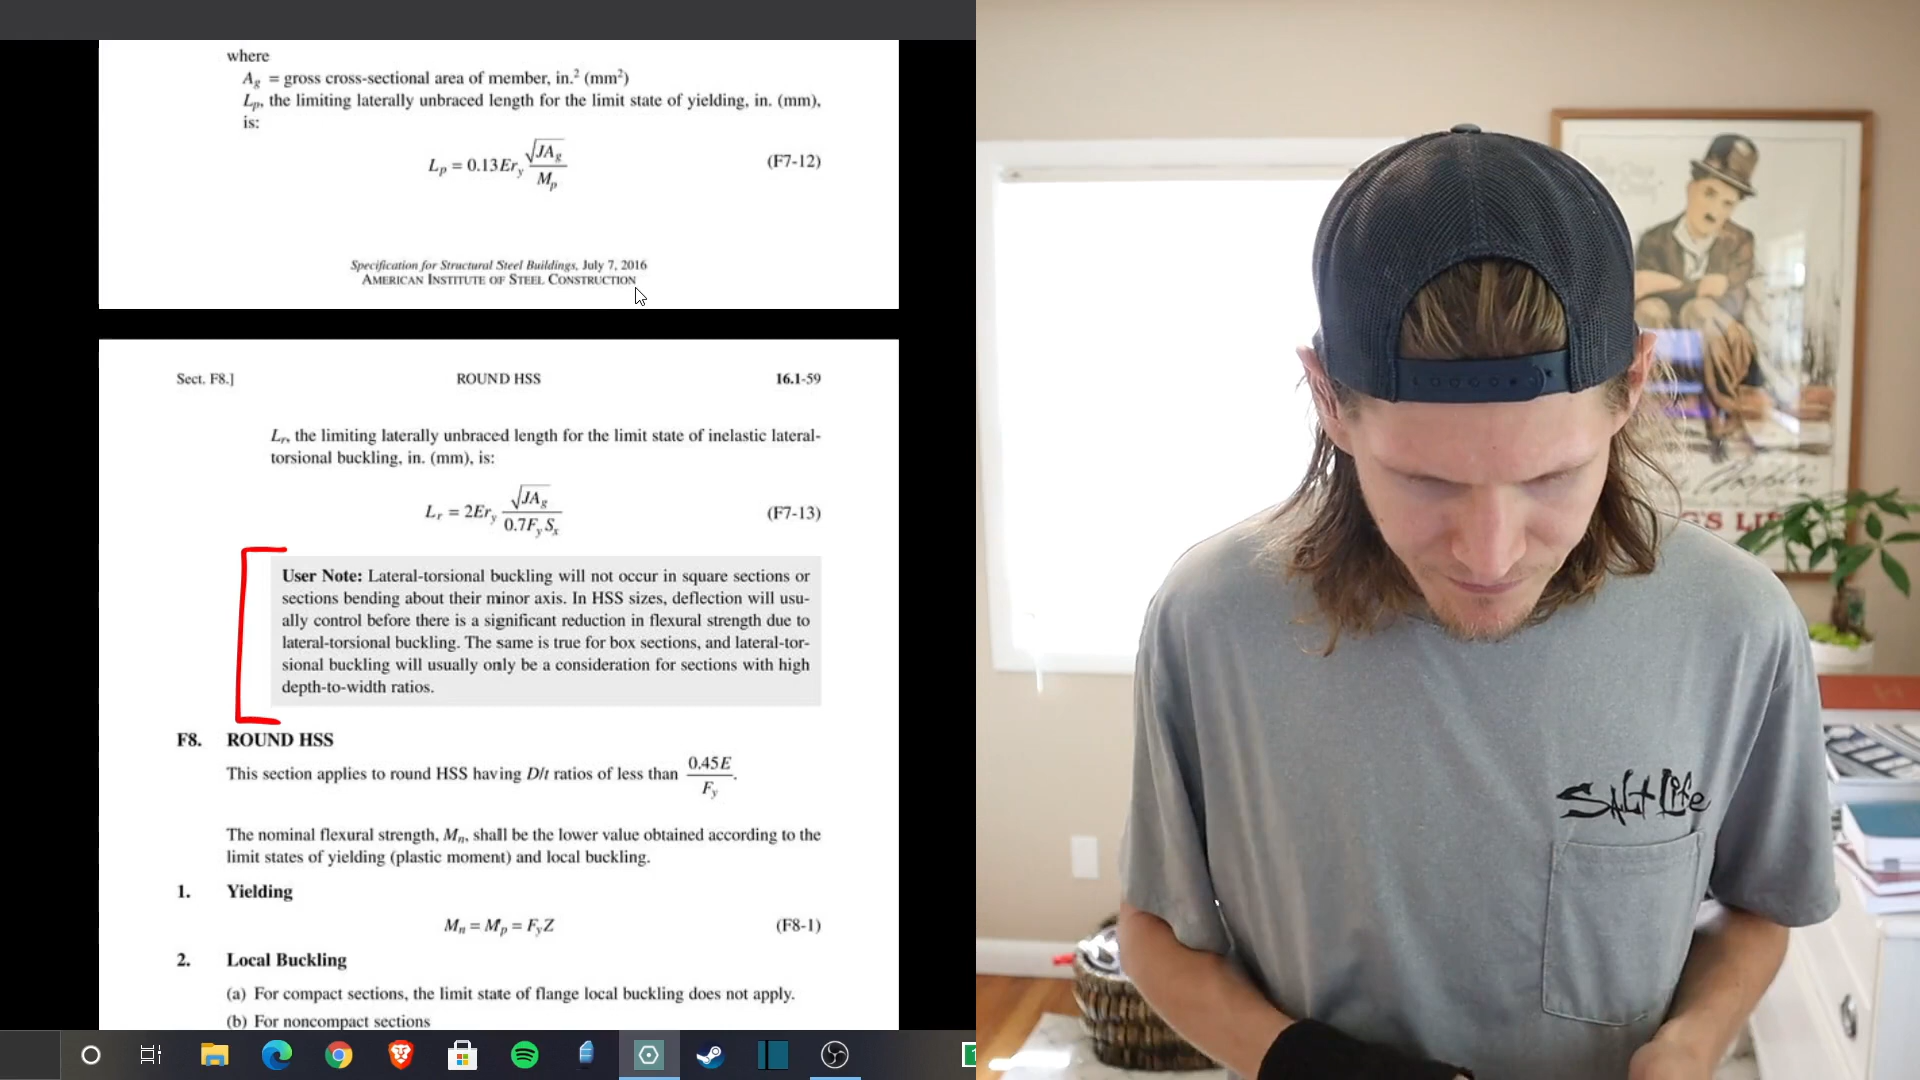 where
A_g = gross cross-sectional area of member, in.² (mm²)
L_p, the limiting laterally unbraced length for the limit state of yielding, in. (mm),
is:
L_p = 0.13Er_y √JA_g / M_p (F7-12)
Specification for Structural Steel Buildings, July 7, 2016
AMERICAN INSTITUTE OF STEEL CONSTRUCTION
Sect. F8.] ROUND HSS 16.1-59
L_r, the limiting laterally unbraced length for the limit state of inelastic lateral-
torsional buckling, in. (mm), is:
L_r = 2Er_y √JA_g / 0.7F_yS_x (F7-13)
User Note: Lateral-torsional buckling will not occur in square sections or
sections bending about their minor axis. In HSS sizes, deflection will usu-
ally control before there is a significant reduction in flexural strength due to
lateral-torsional buckling. The same is true for box sections, and lateral-tor-
sional buckling will usually only be a consideration for sections with high
depth-to-width ratios.
F8. ROUND HSS
This section applies to round HSS having D/t ratios of less than 0.45E / F_y.
The nominal flexural strength, M_n, shall be the lower value obtained according to the
limit states of yielding (plastic moment) and local buckling.
1. Yielding
M_n = M_p = F_yZ (F8-1)
2. Local Buckling
(a) For compact sections, the limit state of flange local buckling does not apply.
(b) For noncompact sections
Salt Life